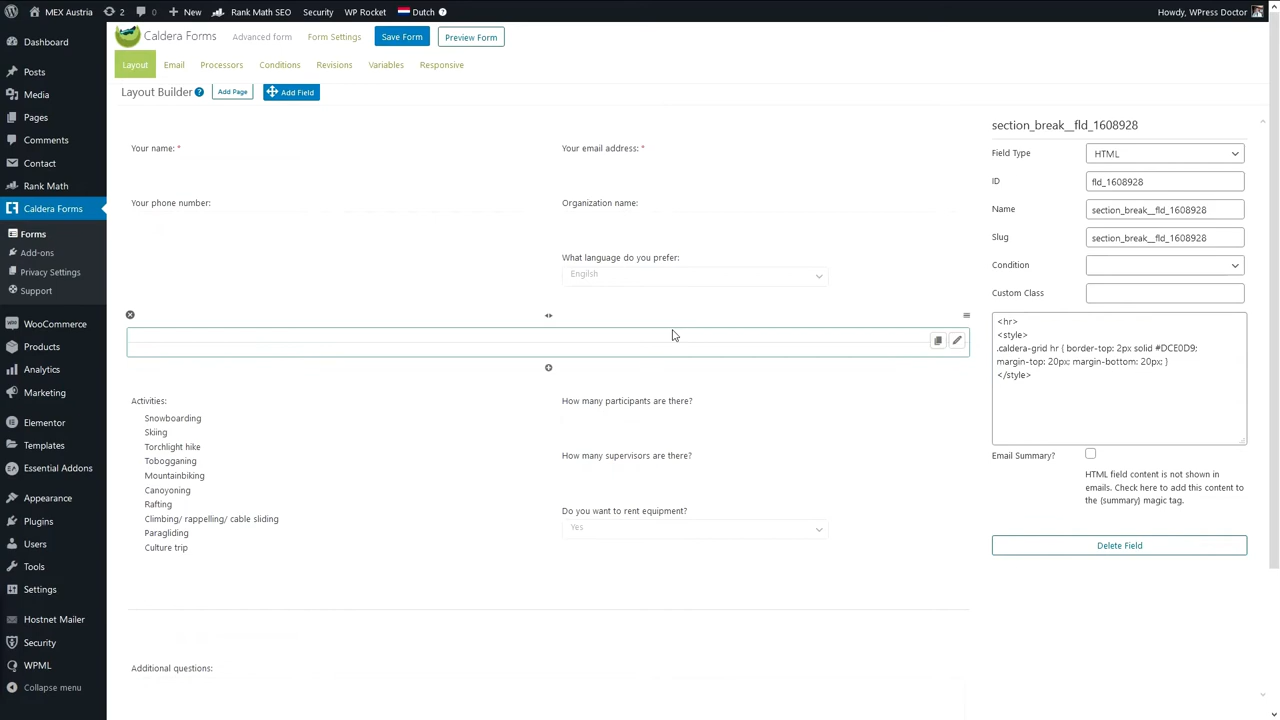 MEX Austria
2
0
New
Rank Math SEO
Security
WP Rocket
Dutch
Howdy, WPress Doctor
Dashboard
Posts
Media
Pages
Comments
Contact
Rank Math
Caldera Forms
Forms
Add-ons
Privacy Settings
Support
WooCommerce
Products
Analytics
Marketing
Elementor
Templates
Essential Addons
Appearance
Plugins
Users
Tools
Settings
Hostnet Mailer
Security
WPML
Collapse menu
Caldera Forms
Advanced form
Form Settings
Save Form
Preview Form
Layout
Email
Processors
Conditions
Revisions
Variables
Responsive
Layout Builder
Add Page
Add Field
Your name: *
Your email address: *
Your phone number:
Organization name:
What language do you prefer:
Engilsh
Activities:
Snowboarding
Skiing
Torchlight hike
Tobogganing
Mountainbiking
Canoyoning
Rafting
Climbing/ rappelling/ cable sliding
Paragliding
Culture trip
How many participants are there?
How many supervisors are there?
Do you want to rent equipment?
Yes
Additional questions:
section_break__fld_1608928
Field Type
HTML
ID
fld_1608928
Name
section_break__fld_1608928
Slug
section_break__fld_1608928
Condition
Custom Class
<hr>
<style>
.caldera-grid hr { border-top: 2px solid #DCE0D9;
margin-top: 20px; margin-bottom: 20px; }
</style>
Email Summary?
HTML field content is not shown in
emails. Check here to add this content to
the {summary} magic tag.
Delete Field